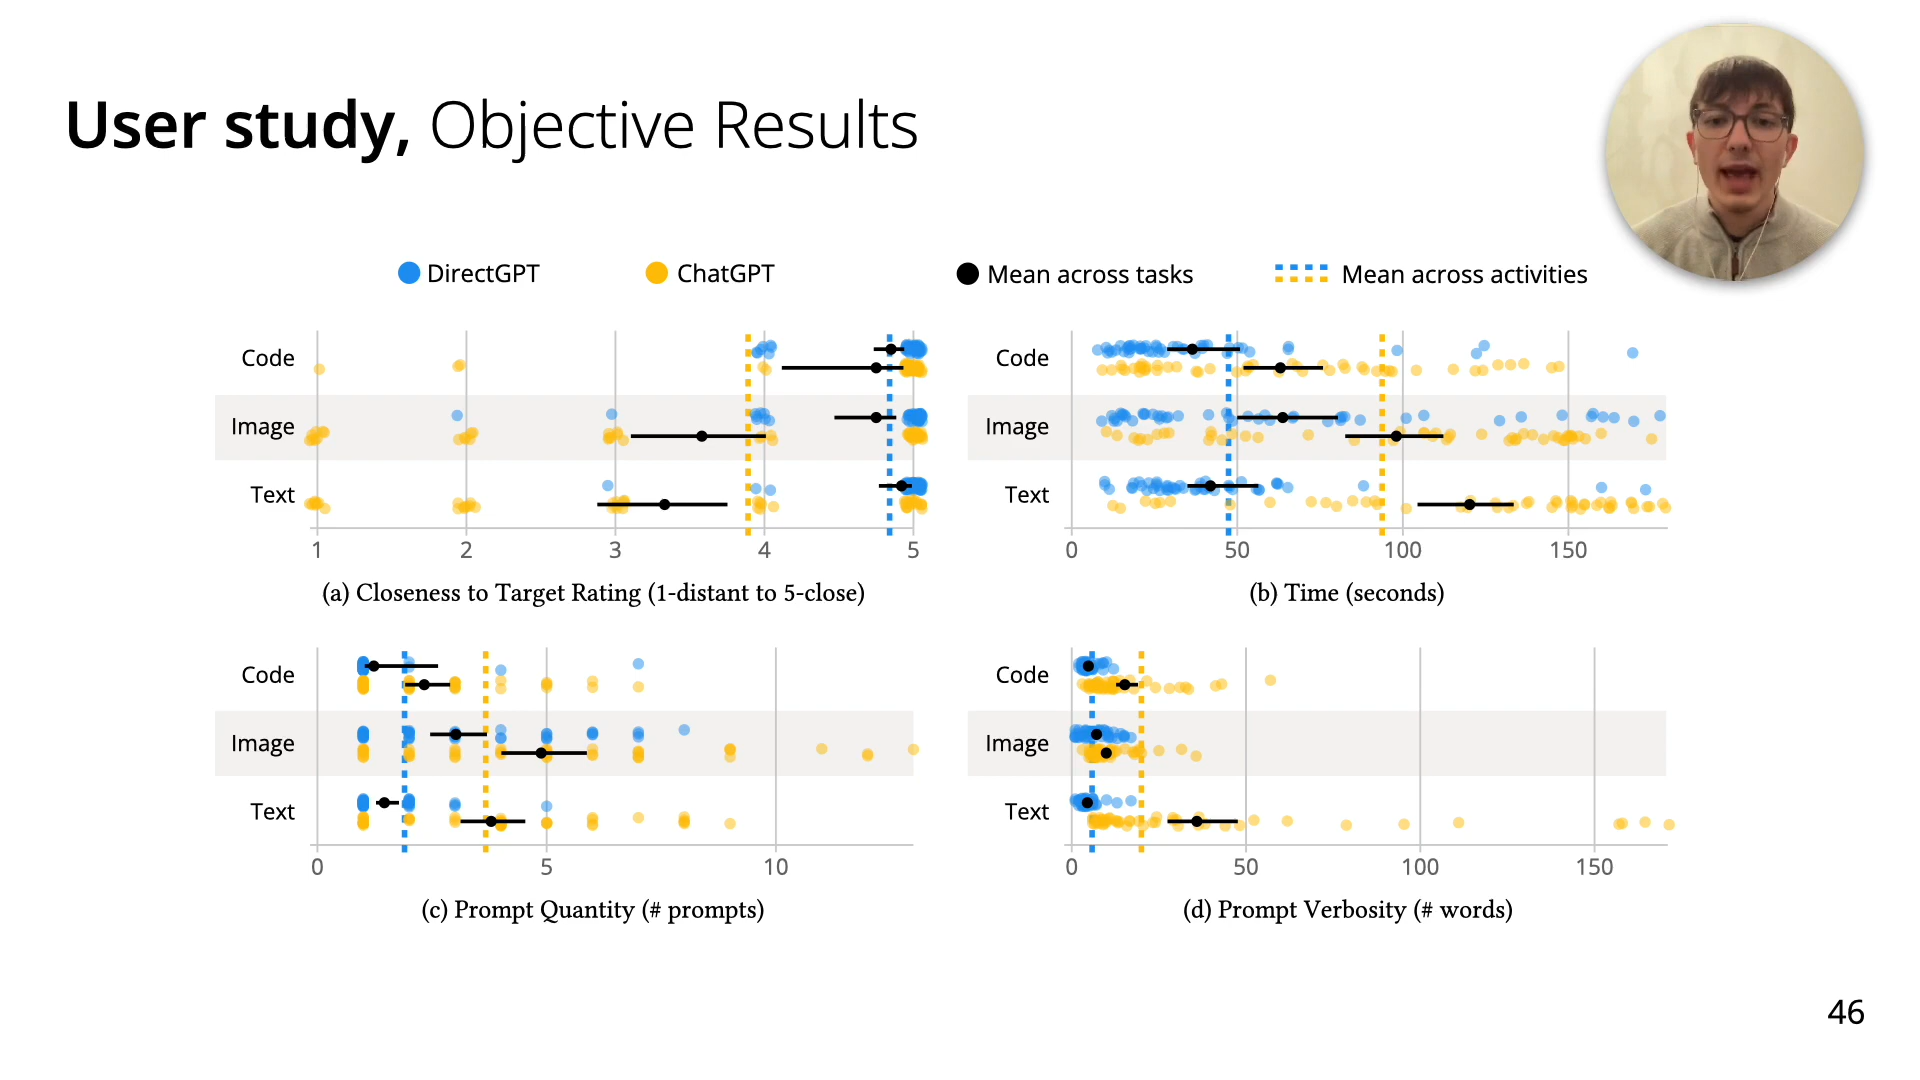 User study, Objective Results
DirectGPT ChatGPT Mean across tasks Mean across activities
Code
Image
Text
1 2 3 4 5
(a) Closeness to Target Rating (1-distant to 5-close)
Code
Image
Text
0 50 100 150
(b) Time (seconds)
Code
Image
Text
0 5 10
(c) Prompt Quantity (# prompts)
Code
Image
Text
0 50 100 150
(d) Prompt Verbosity (# words)
46